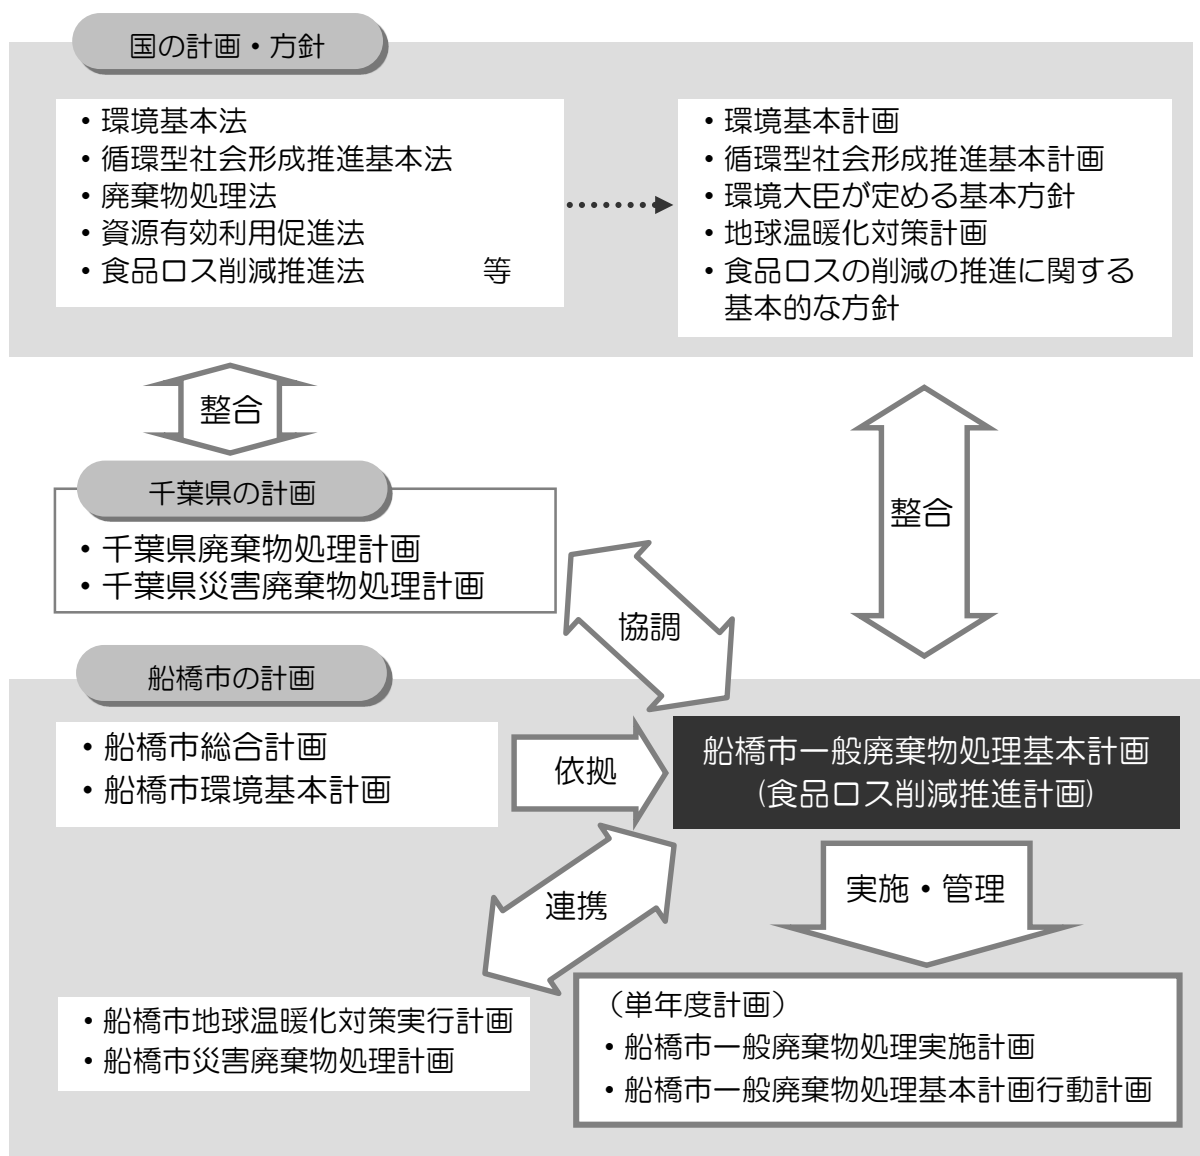 国の計画・方針
・環境基本法
・循環型社会形成推進基本法
・廃棄物処理法
・資源有効利用促進法
・食品ロス削減推進法 等
・環境基本計画
・循環型社会形成推進基本計画
・環境大臣が定める基本方針
・地球温暖化対策計画
・食品ロスの削減の推進に関する
基本的な方針
整合
整合
千葉県の計画
・千葉県廃棄物処理計画
・千葉県災害廃棄物処理計画
協調
船橋市の計画
・船橋市総合計画
・船橋市環境基本計画
依拠
船橋市一般廃棄物処理基本計画
(食品ロス削減推進計画)
連携
実施・管理
・船橋市地球温暖化対策実行計画
・船橋市災害廃棄物処理計画
（単年度計画）
・船橋市一般廃棄物処理実施計画
・船橋市一般廃棄物処理基本計画行動計画